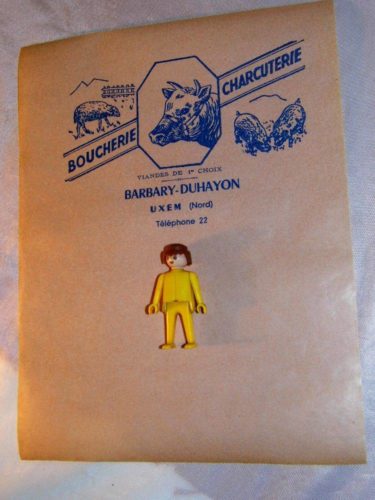 BOUCHERIE
CHARCUTERIE
VIANDES DE 1er CHOIX
BARBARY-DUHAYON
UXEM (Nord)
Téléphone 22